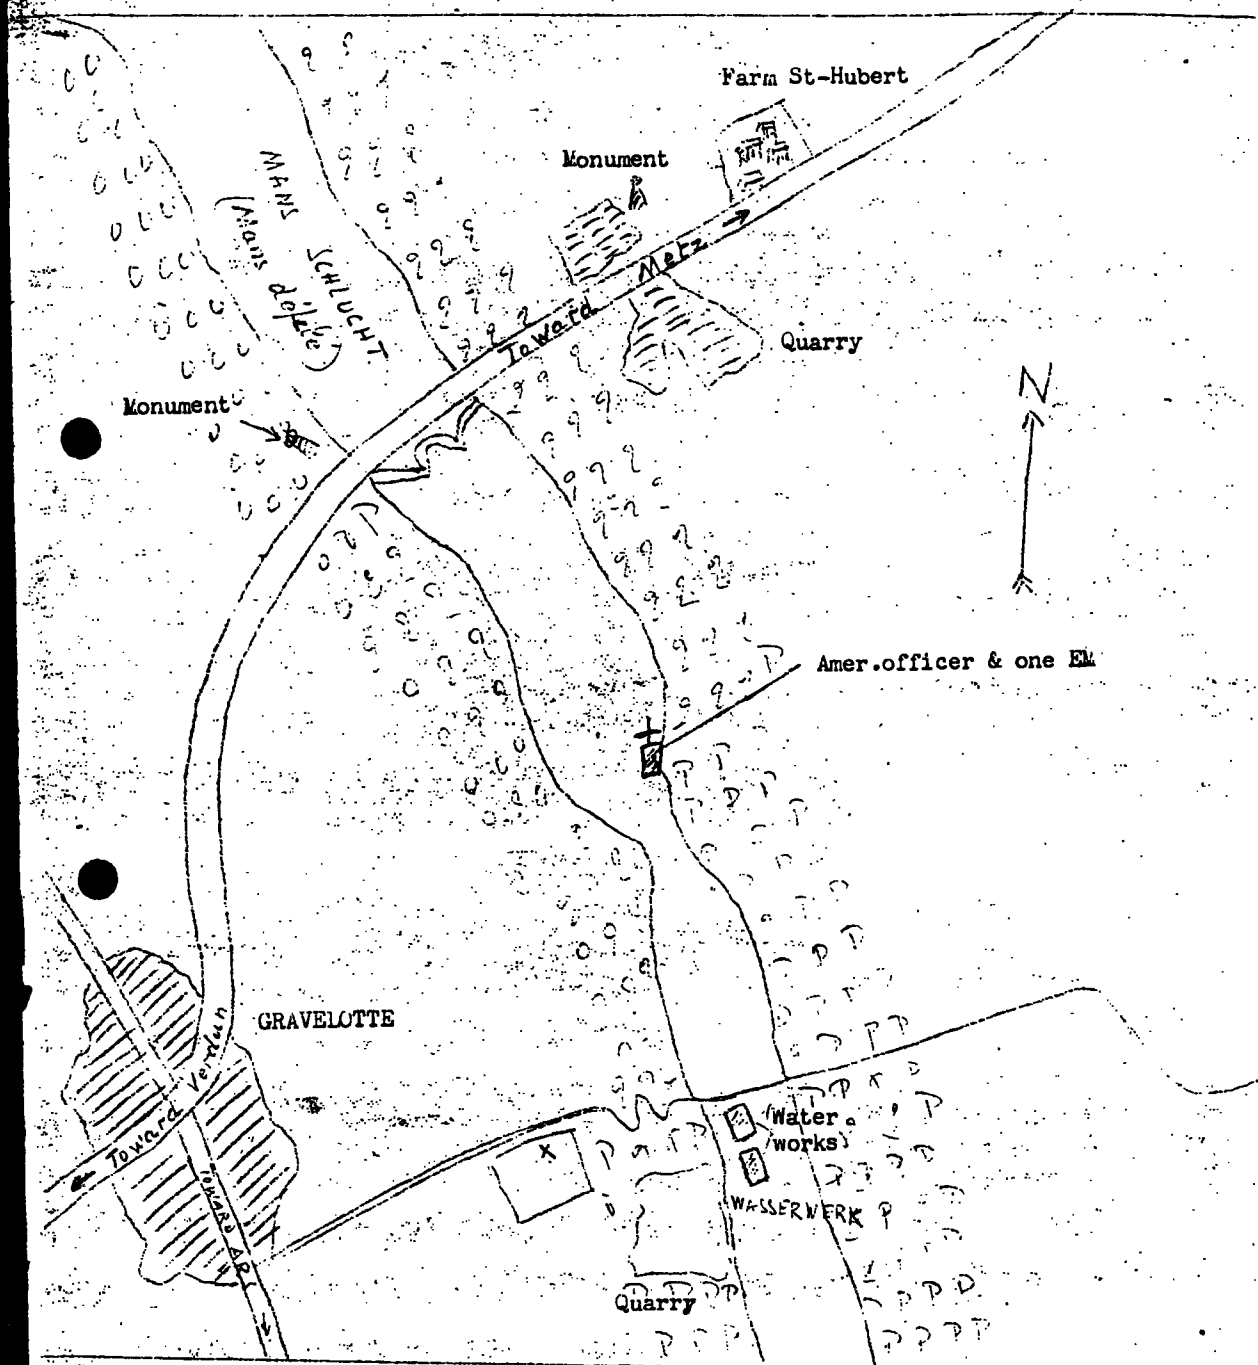 Farm St-Hubert
Monument
MANS SCHLUCHT
(Mans défilé)
Toward Metz
Quarry
Monument
N
Amer.officer & one EM
GRAVELOTTE
Toward Verdun
TOWARD ARS
X
(Water
works)
WASSERWERK
Quarry